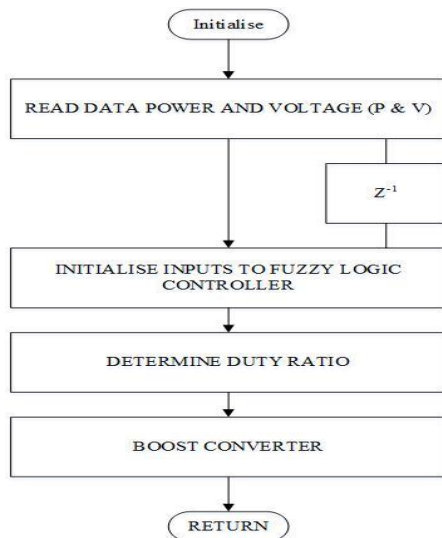 Initialise
READ DATA POWER AND VOLTAGE (P & V)
Z⁻¹
INITIALISE INPUTS TO FUZZY LOGIC
CONTROLLER
DETERMINE DUTY RATIO
BOOST CONVERTER
RETURN